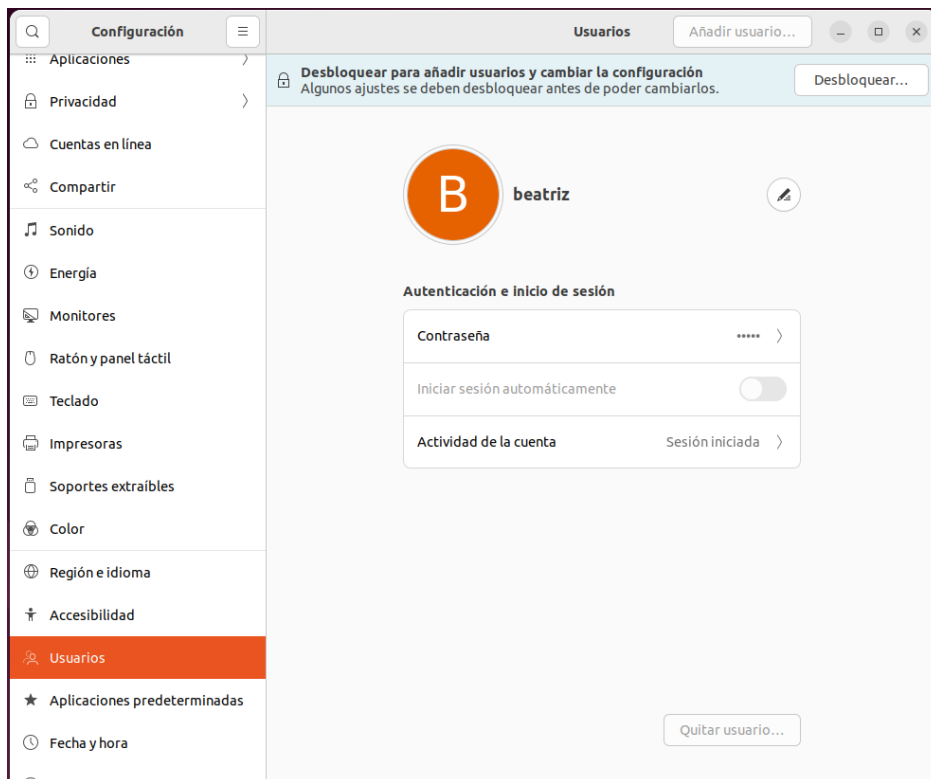 Configuración
Usuarios
Añadir usuario...
Aplicaciones
Privacidad
Cuentas en línea
Compartir
Sonido
Energía
Monitores
Ratón y panel táctil
Teclado
Impresoras
Soportes extraíbles
Color
Región e idioma
Accesibilidad
Usuarios
Aplicaciones predeterminadas
Fecha y hora
Desbloquear para añadir usuarios y cambiar la configuración
Algunos ajustes se deben desbloquear antes de poder cambiarlos.
Desbloquear...
B
beatriz
Autenticación e inicio de sesión
Contraseña •••••
Iniciar sesión automáticamente
Actividad de la cuenta Sesión iniciada
Quitar usuario...